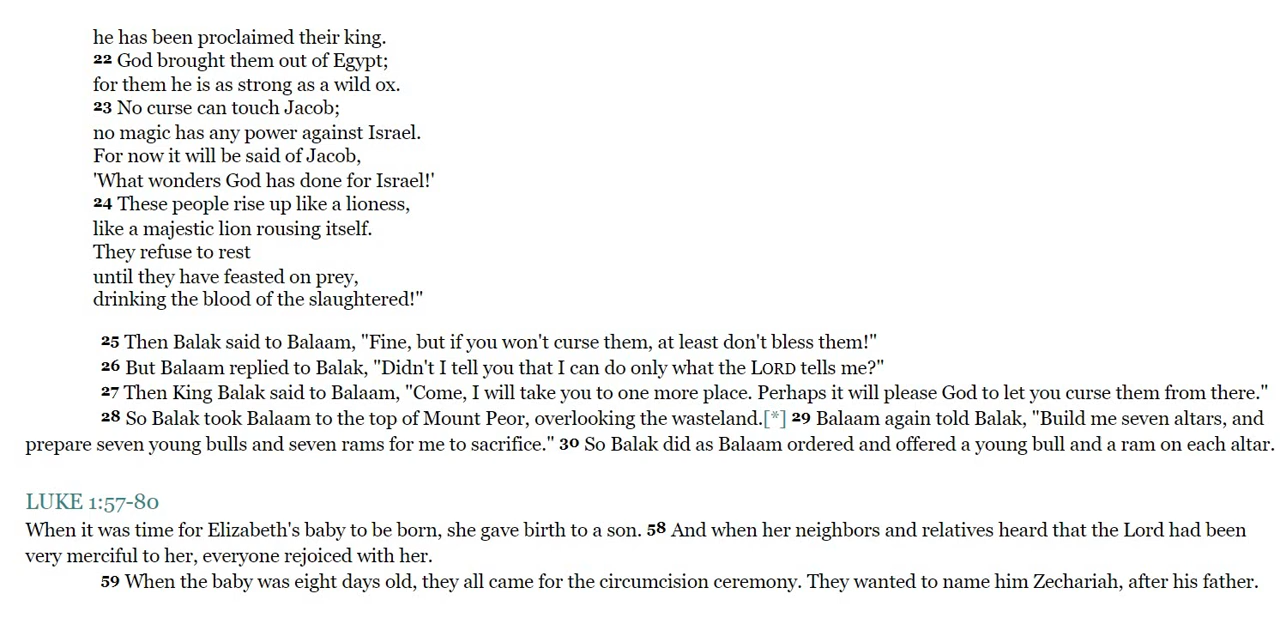 he has been proclaimed their king.
22 God brought them out of Egypt;
for them he is as strong as a wild ox.
23 No curse can touch Jacob;
no magic has any power against Israel.
For now it will be said of Jacob,
'What wonders God has done for Israel!'
24 These people rise up like a lioness,
like a majestic lion rousing itself.
They refuse to rest
until they have feasted on prey,
drinking the blood of the slaughtered!"
25 Then Balak said to Balaam, "Fine, but if you won't curse them, at least don't bless them!"
26 But Balaam replied to Balak, "Didn't I tell you that I can do only what the LORD tells me?"
27 Then King Balak said to Balaam, "Come, I will take you to one more place. Perhaps it will please God to let you curse them from there."
28 So Balak took Balaam to the top of Mount Peor, overlooking the wasteland.[*] 29 Balaam again told Balak, "Build me seven altars, and
prepare seven young bulls and seven rams for me to sacrifice." 30 So Balak did as Balaam ordered and offered a young bull and a ram on each altar.
LUKE 1:57-80
When it was time for Elizabeth's baby to be born, she gave birth to a son. 58 And when her neighbors and relatives heard that the Lord had been
very merciful to her, everyone rejoiced with her.
59 When the baby was eight days old, they all came for the circumcision ceremony. They wanted to name him Zechariah, after his father.